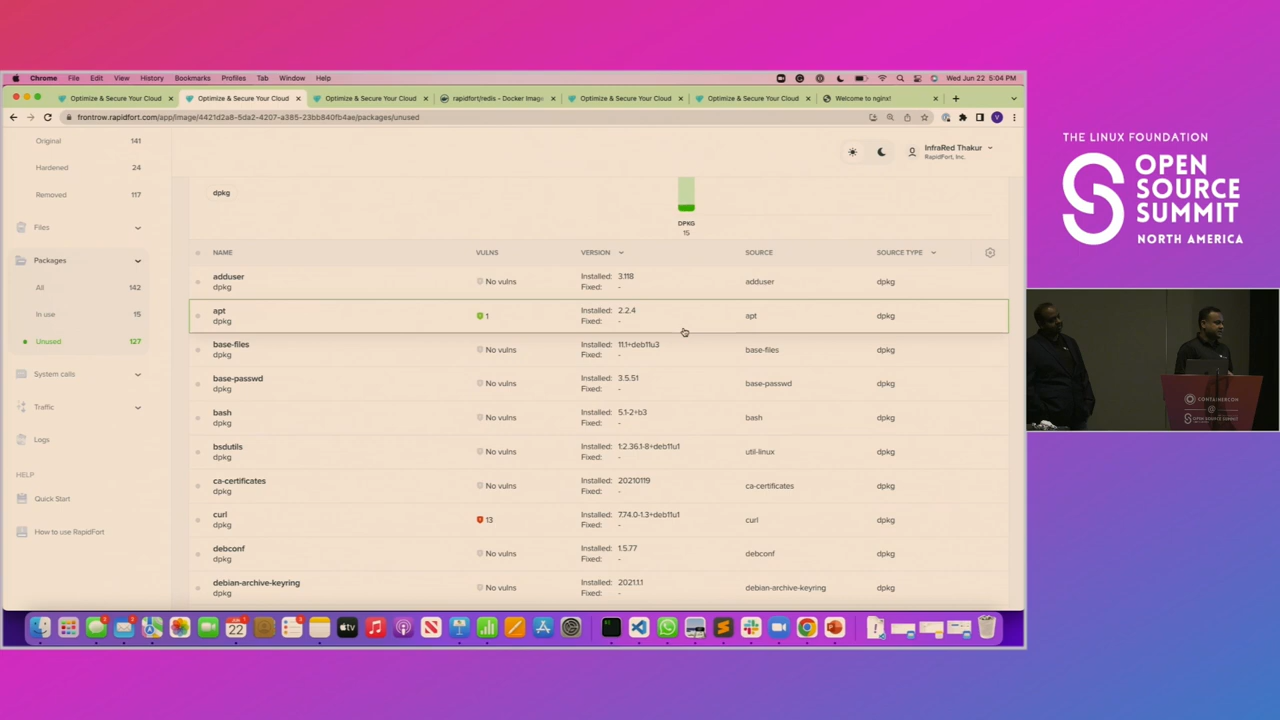 Chrome File Edit View History Bookmarks Profiles Tab Window Help
Wed Jun 22 5:04 PM
Optimize & Secure Your Cloud
Optimize & Secure Your Cloud
Optimize & Secure Your Cloud
rapidfort/redis - Docker Image
Optimize & Secure Your Cloud
Optimize & Secure Your Cloud
Welcome to nginx!
frontrow.rapidfort.com/app/image/4421d2a8-5da2-4207-a385-23bb840fb4ae/packages/unused
Original 141
Hardened 24
Removed 117
Files
Packages
All 142
In use 15
Unused 127
System calls
Traffic
Logs
HELP
Quick Start
How to use RapidFort
InfraRed Thakur
RapidFort, Inc.
dpkg
DPKG
15
NAME VULNS VERSION SOURCE SOURCE TYPE
adduser
dpkg
No vulns
Installed: 3.118
Fixed: -
adduser
dpkg
apt
dpkg
1
Installed: 2.2.4
Fixed: -
apt
dpkg
base-files
dpkg
No vulns
Installed: 11.1+deb11u3
Fixed: -
base-files
dpkg
base-passwd
dpkg
No vulns
Installed: 3.5.51
Fixed: -
base-passwd
dpkg
bash
dpkg
No vulns
Installed: 5.1-2+b3
Fixed: -
bash
dpkg
bsdutils
dpkg
No vulns
Installed: 1:2.36.1-8+deb11u1
Fixed: -
util-linux
dpkg
ca-certificates
dpkg
No vulns
Installed: 20210119
Fixed: -
ca-certificates
dpkg
curl
dpkg
13
Installed: 7.74.0-1.3+deb11u1
Fixed: -
curl
dpkg
debconf
dpkg
No vulns
Installed: 1.5.77
Fixed: -
debconf
dpkg
debian-archive-keyring
dpkg
No vulns
Installed: 2021.1.1
Fixed: -
debian-archive-keyring
dpkg
THE LINUX FOUNDATION
OPEN
SOURCE
SUMMIT
NORTH AMERICA
CONTAINERCON
@
OPEN SOURCE SUMMIT